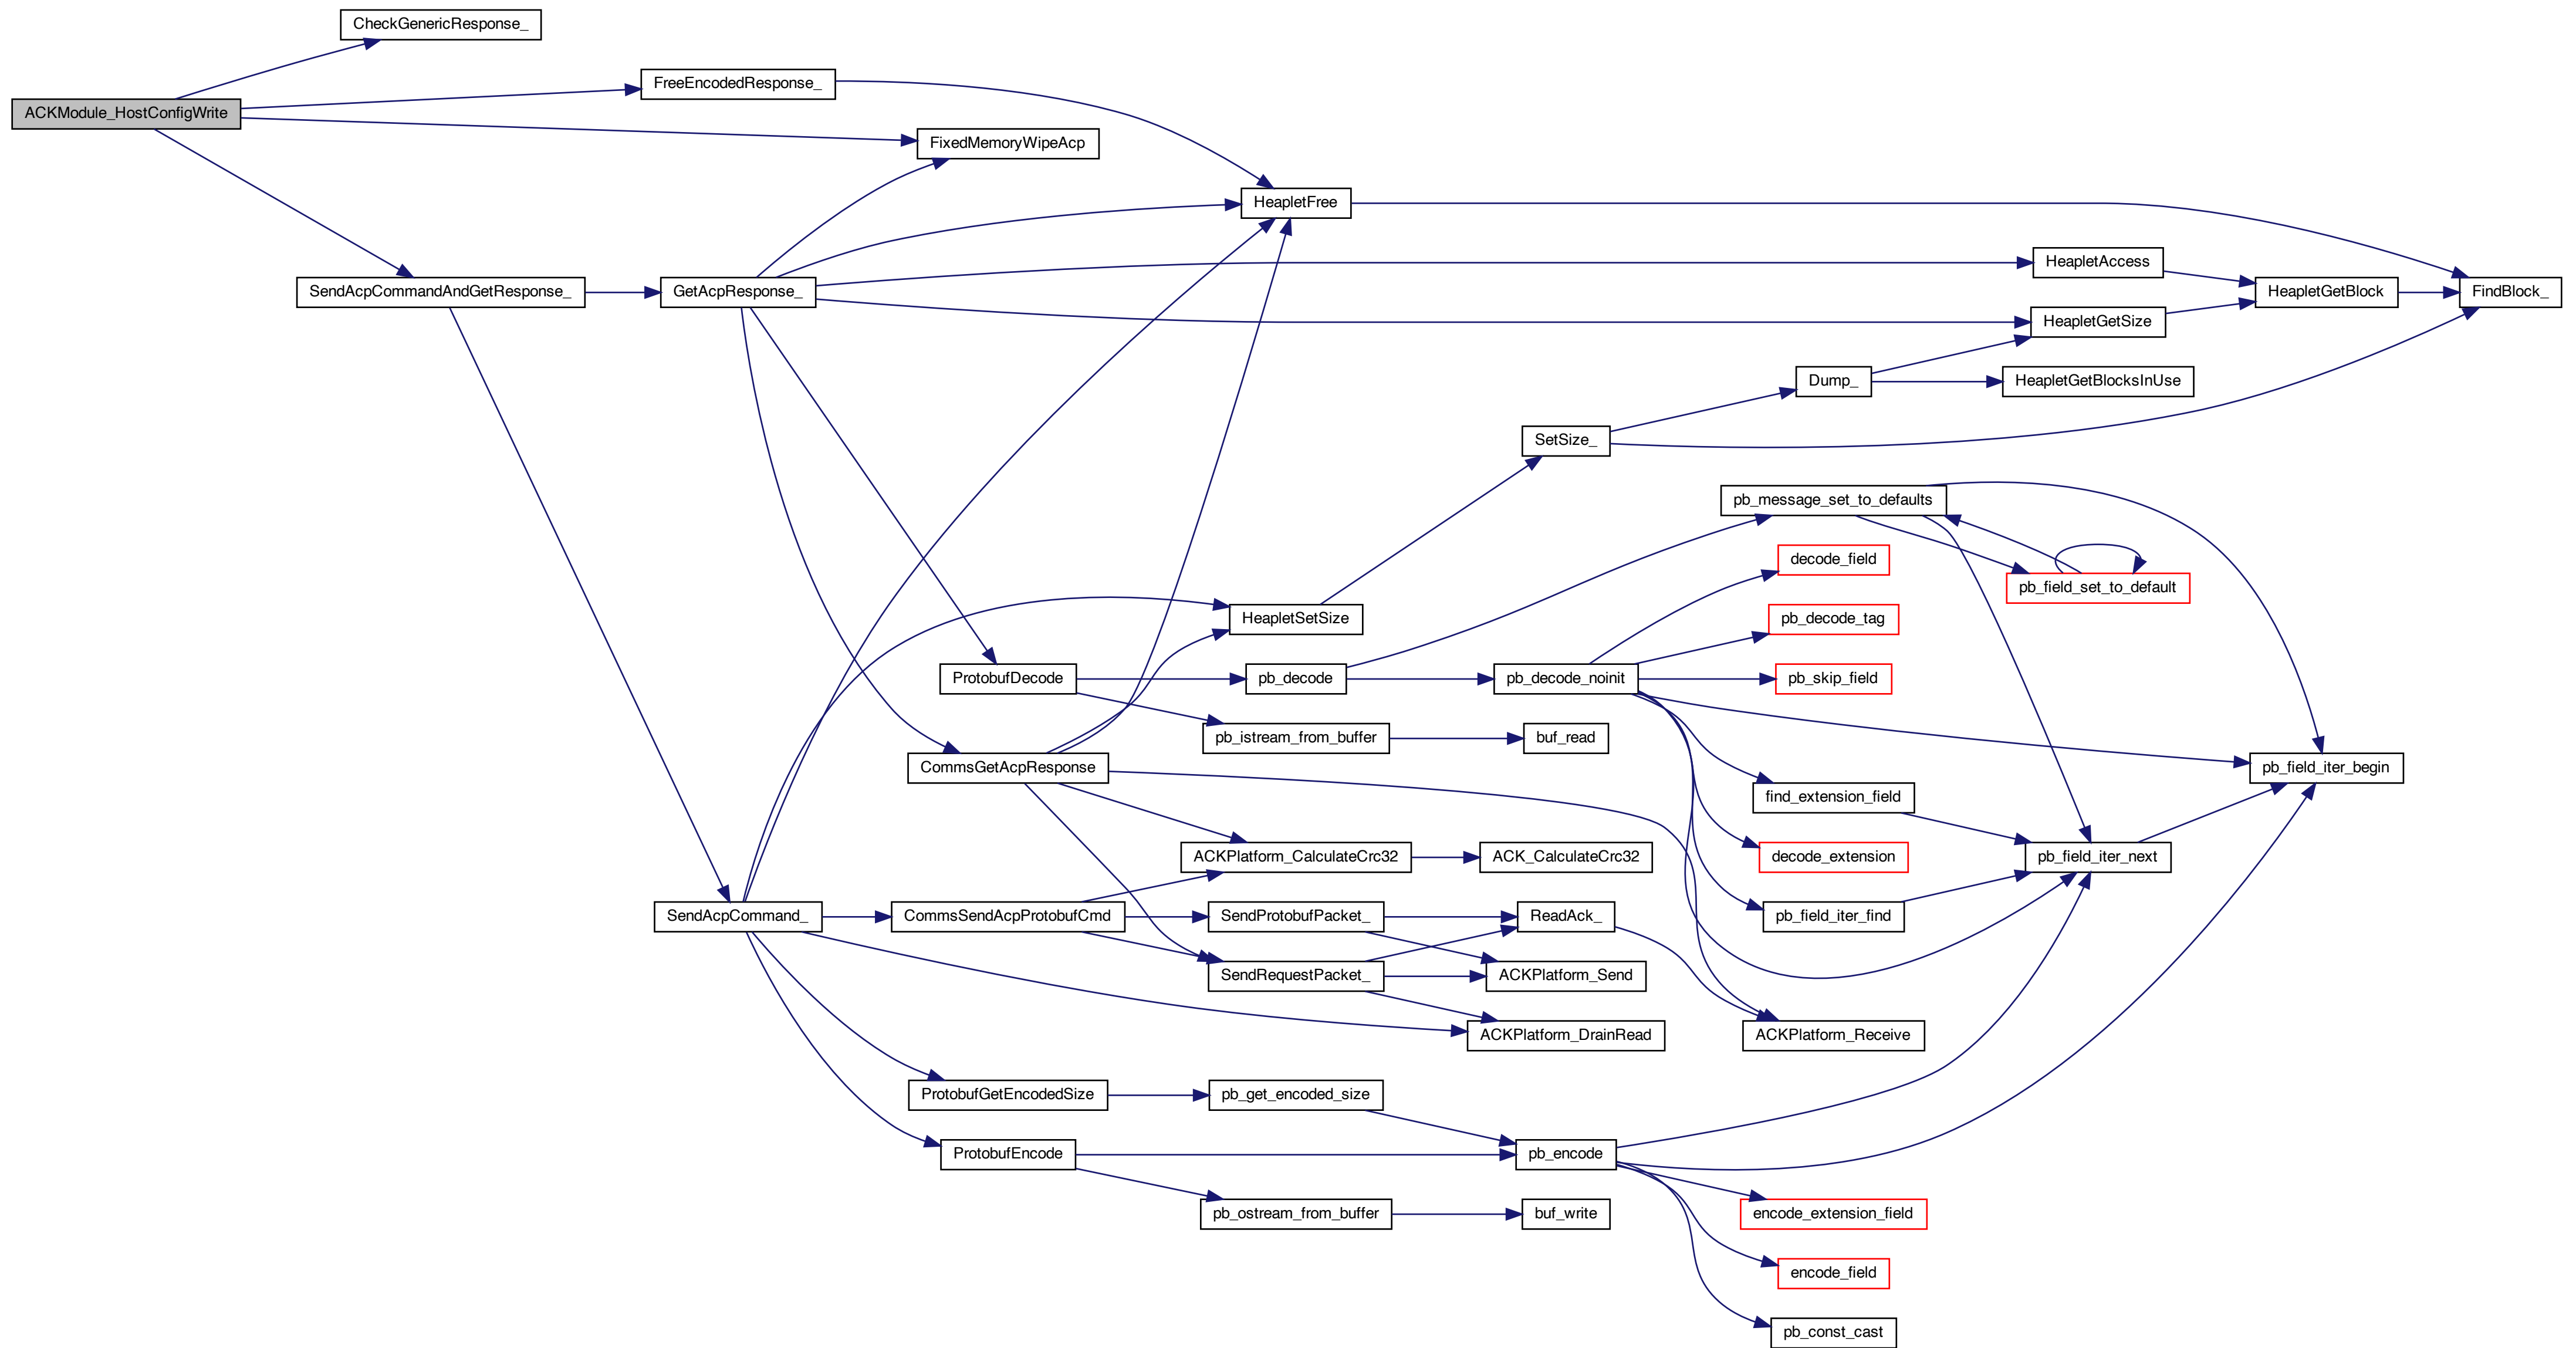 CheckGenericResponse_
FreeEncodedResponse_
ACKModule_HostConfigWrite
FixedMemoryWipeAcp
HeapletFree
HeapletAccess
SendAcpCommandAndGetResponse_
GetAcpResponse_
HeapletGetBlock
FindBlock_
HeapletGetSize
Dump_
HeapletGetBlocksInUse
SetSize_
pb_message_set_to_defaults
decode_field
pb_field_set_to_default
HeapletSetSize
pb_decode_tag
ProtobufDecode
pb_decode
pb_decode_noinit
pb_skip_field
pb_istream_from_buffer
buf_read
CommsGetAcpResponse
pb_field_iter_begin
find_extension_field
ACKPlatform_CalculateCrc32
ACK_CalculateCrc32
decode_extension
pb_field_iter_next
SendAcpCommand_
CommsSendAcpProtobufCmd
SendProtobufPacket_
ReadAck_
pb_field_iter_find
SendRequestPacket_
ACKPlatform_Send
ACKPlatform_DrainRead
ACKPlatform_Receive
ProtobufGetEncodedSize
pb_get_encoded_size
ProtobufEncode
pb_encode
pb_ostream_from_buffer
buf_write
encode_extension_field
encode_field
pb_const_cast